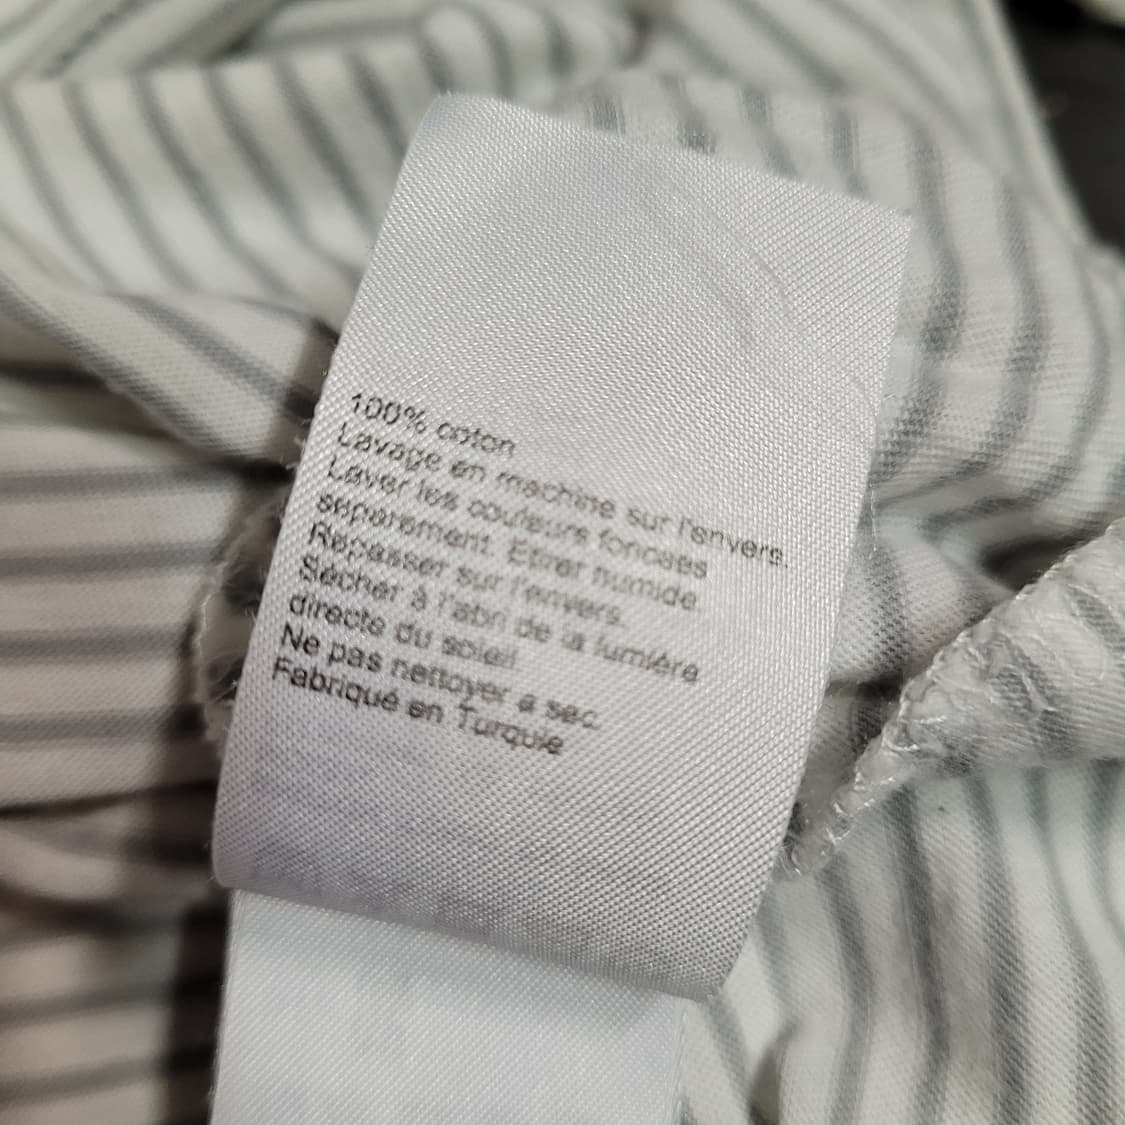 100% coton
Lavage en machine sur l'envers.
Laver les couleurs foncées
séparement. Etirer humide.
Repasser sur l'envers.
Sécher à l'abri de la lumière
directe du soleil.
Ne pas nettoyer à sec
Fabriqué en Turquie